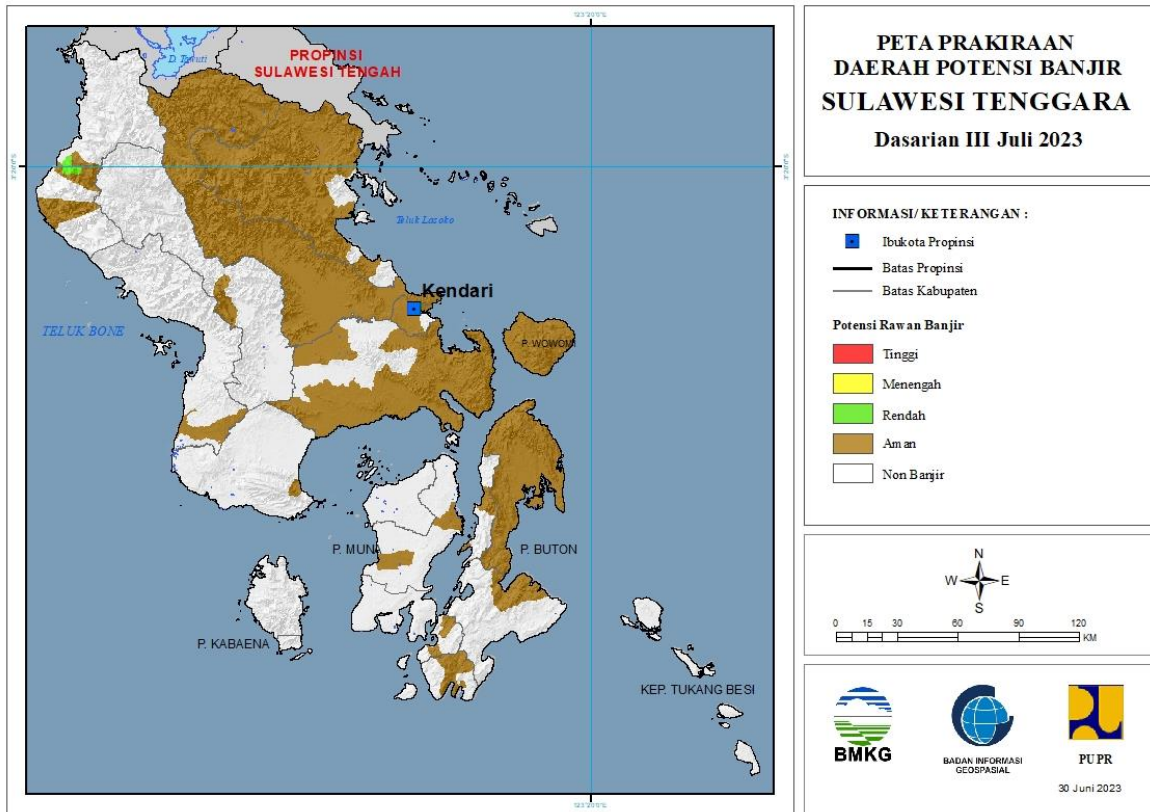 PETA PRAKIRAAN
DAERAH POTENSI BANJIR
SULAWESI TENGGARA
Dasarian III Juli 2023
INFORMASI/ KETERANGAN :
Ibukota Propinsi
Batas Propinsi
Batas Kabupaten
Potensi Rawan Banjir
Tinggi
Menengah
Rendah
Aman
Non Banjir
N
W E
S
0 15 30 60 90 120
KM
BMKG
BADAN INFORMASI
GEOSPASIAL
PUPR
30 Juni 2023
PROPINSI
SULAWESI TENGAH
Teluk Lasolo
Kendari
TELUK BONE
P. MUNA
P. BUTON
P. KABAENA
KEP. TUKANG BESI